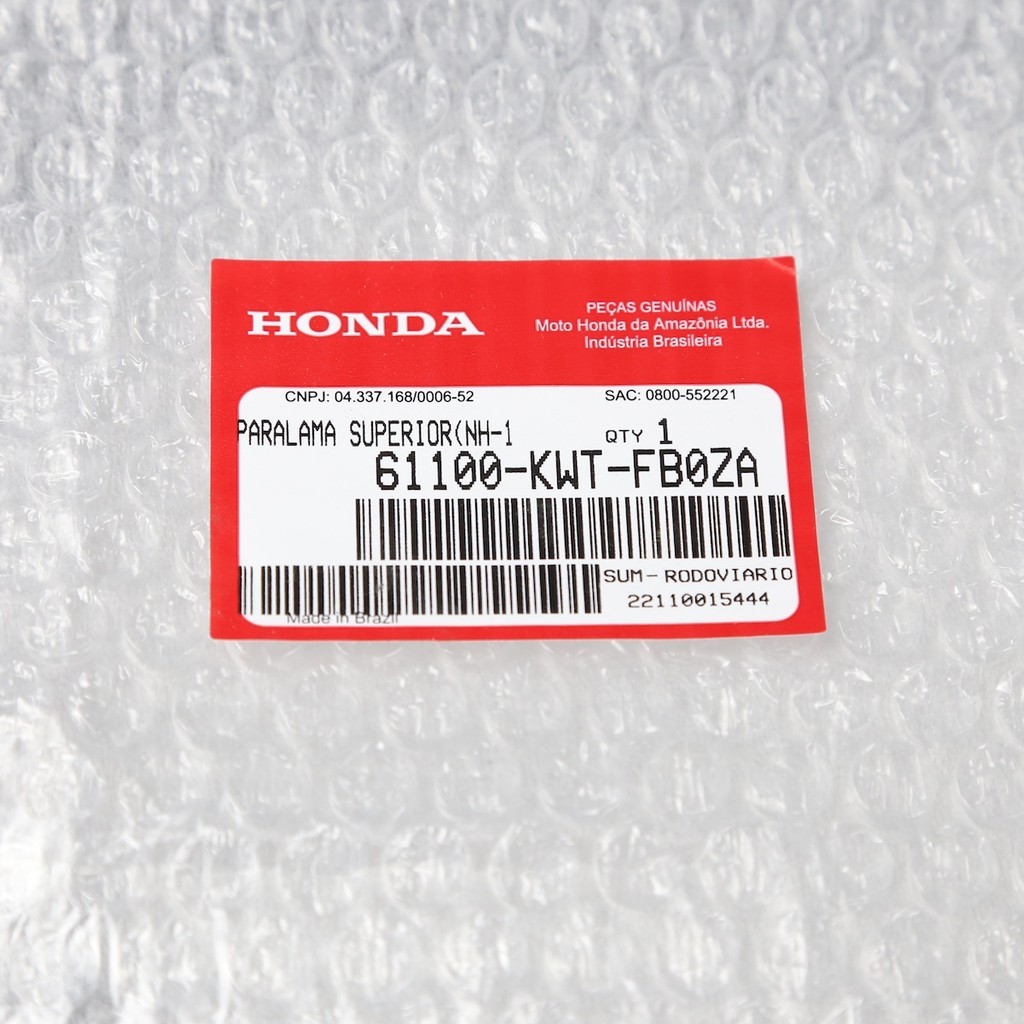 HONDA
PEÇAS GENUÍNAS
Moto Honda da Amazônia Ltda.
Indústria Brasileira
CNPJ: 04.337.168/0006-52
SAC: 0800-552221
PARALAMA SUPERIOR(NH-1
QTY 1
61100-KWT-FB0ZA
SUM-RODOVIARIO
22110015444
Made in Brazil